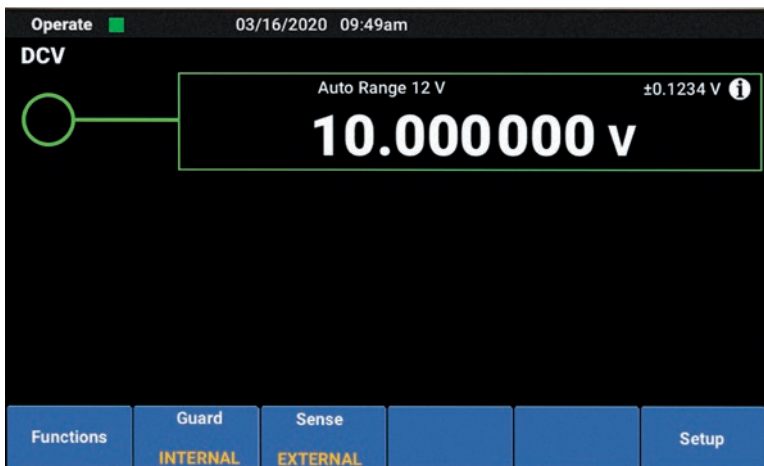 Operate 03/16/2020 09:49am
DCV
Auto Range 12 V ±0.1234 V
10.000000 V
Guard Sense
Functions Setup
INTERNAL EXTERNAL